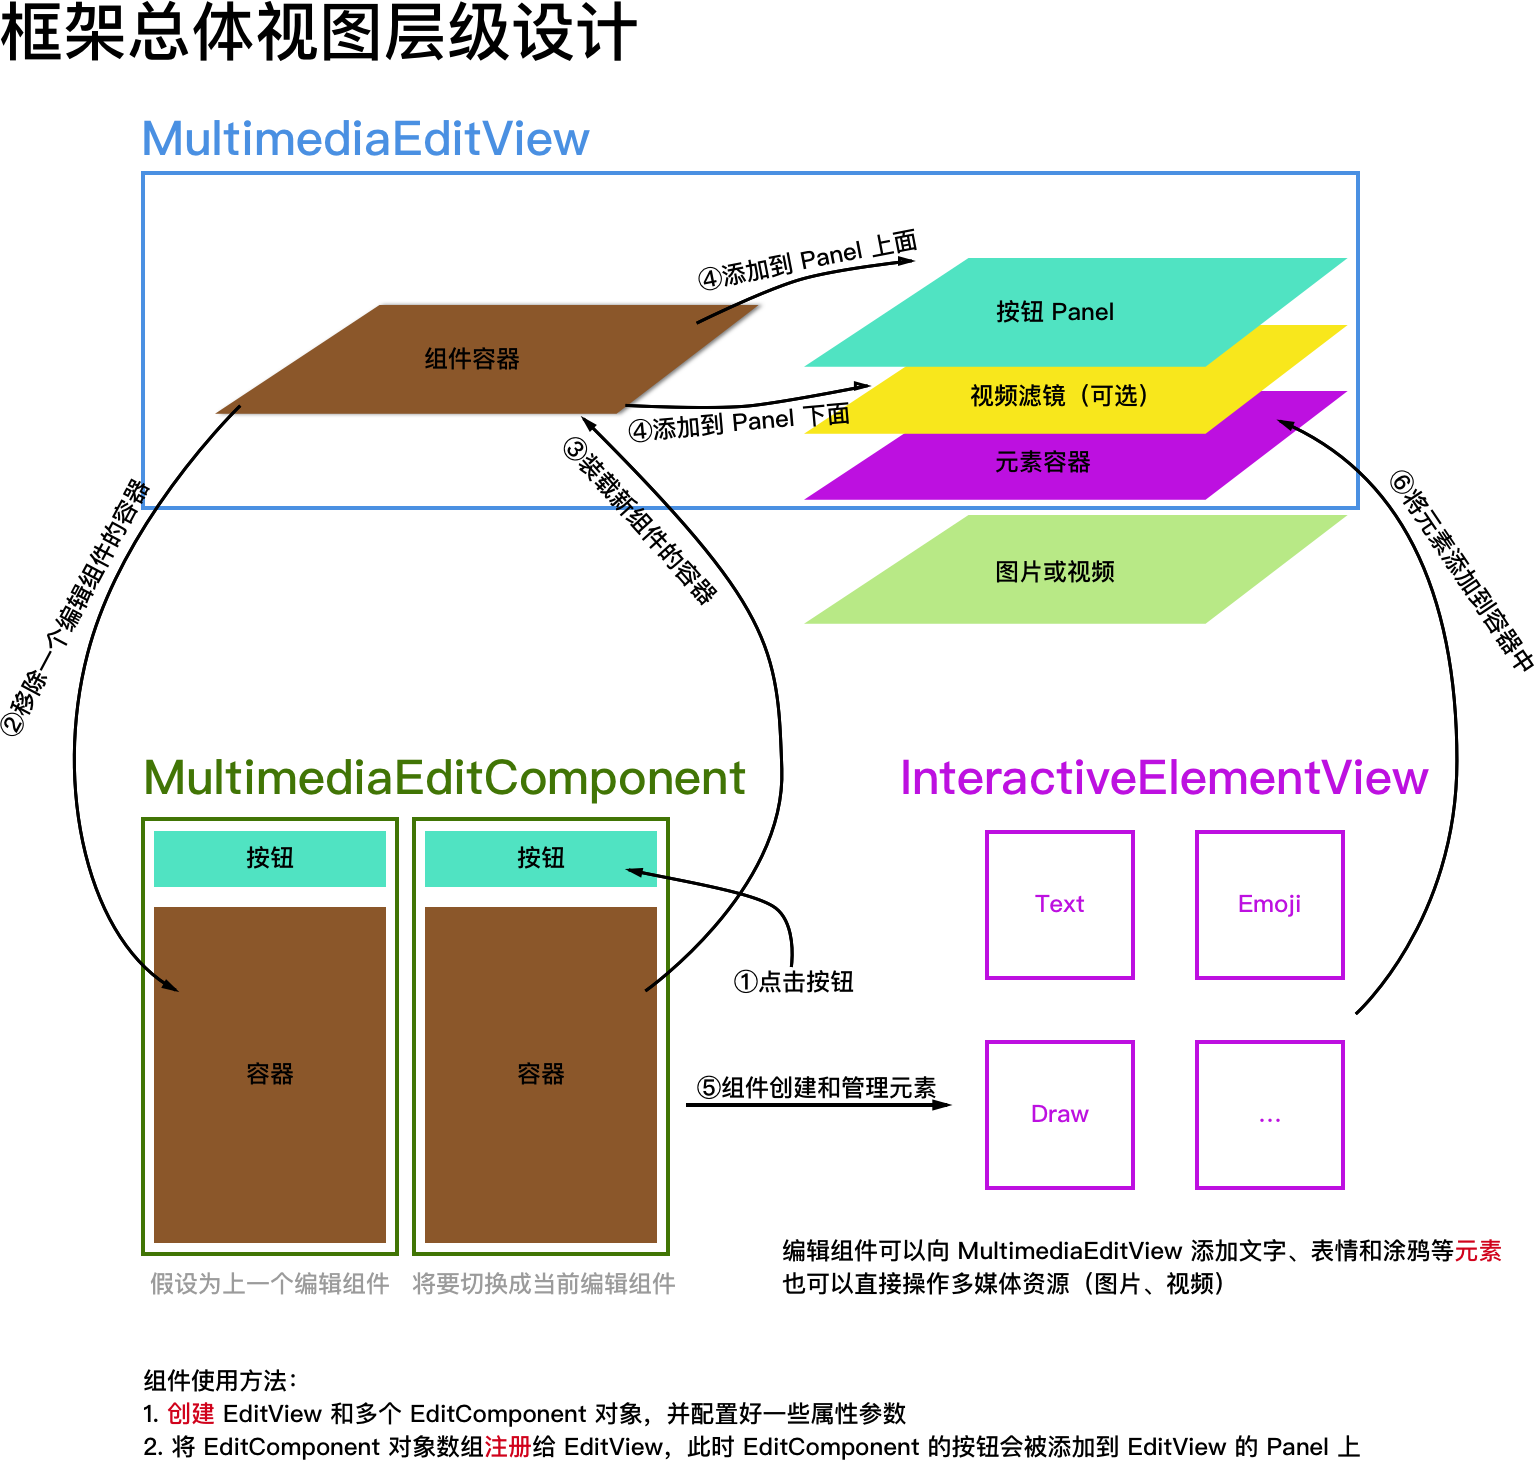 框架总体视图层级设计
MultimediaEditView
④添加到 Panel 上面
按钮 Panel
组件容器
视频滤镜（可选）
④添加到 Panel 下面
③装载新组件的容器
元素容器
②移除一个编辑组件的容器
⑥将元素添加到容器中
图片或视频
MultimediaEditComponent
InteractiveElementView
按钮
按钮
Text
Emoji
①点击按钮
容器
容器
⑤组件创建和管理元素
Draw
...
编辑组件可以向 MultimediaEditView 添加文字、表情和涂鸦等元素
也可以直接操作多媒体资源（图片、视频）
假设为上一个编辑组件
将要切换成当前编辑组件
组件使用方法：
1. 创建 EditView 和多个 EditComponent 对象，并配置好一些属性参数
2. 将 EditComponent 对象数组注册给 EditView，此时 EditComponent 的按钮会被添加到 EditView 的 Panel 上